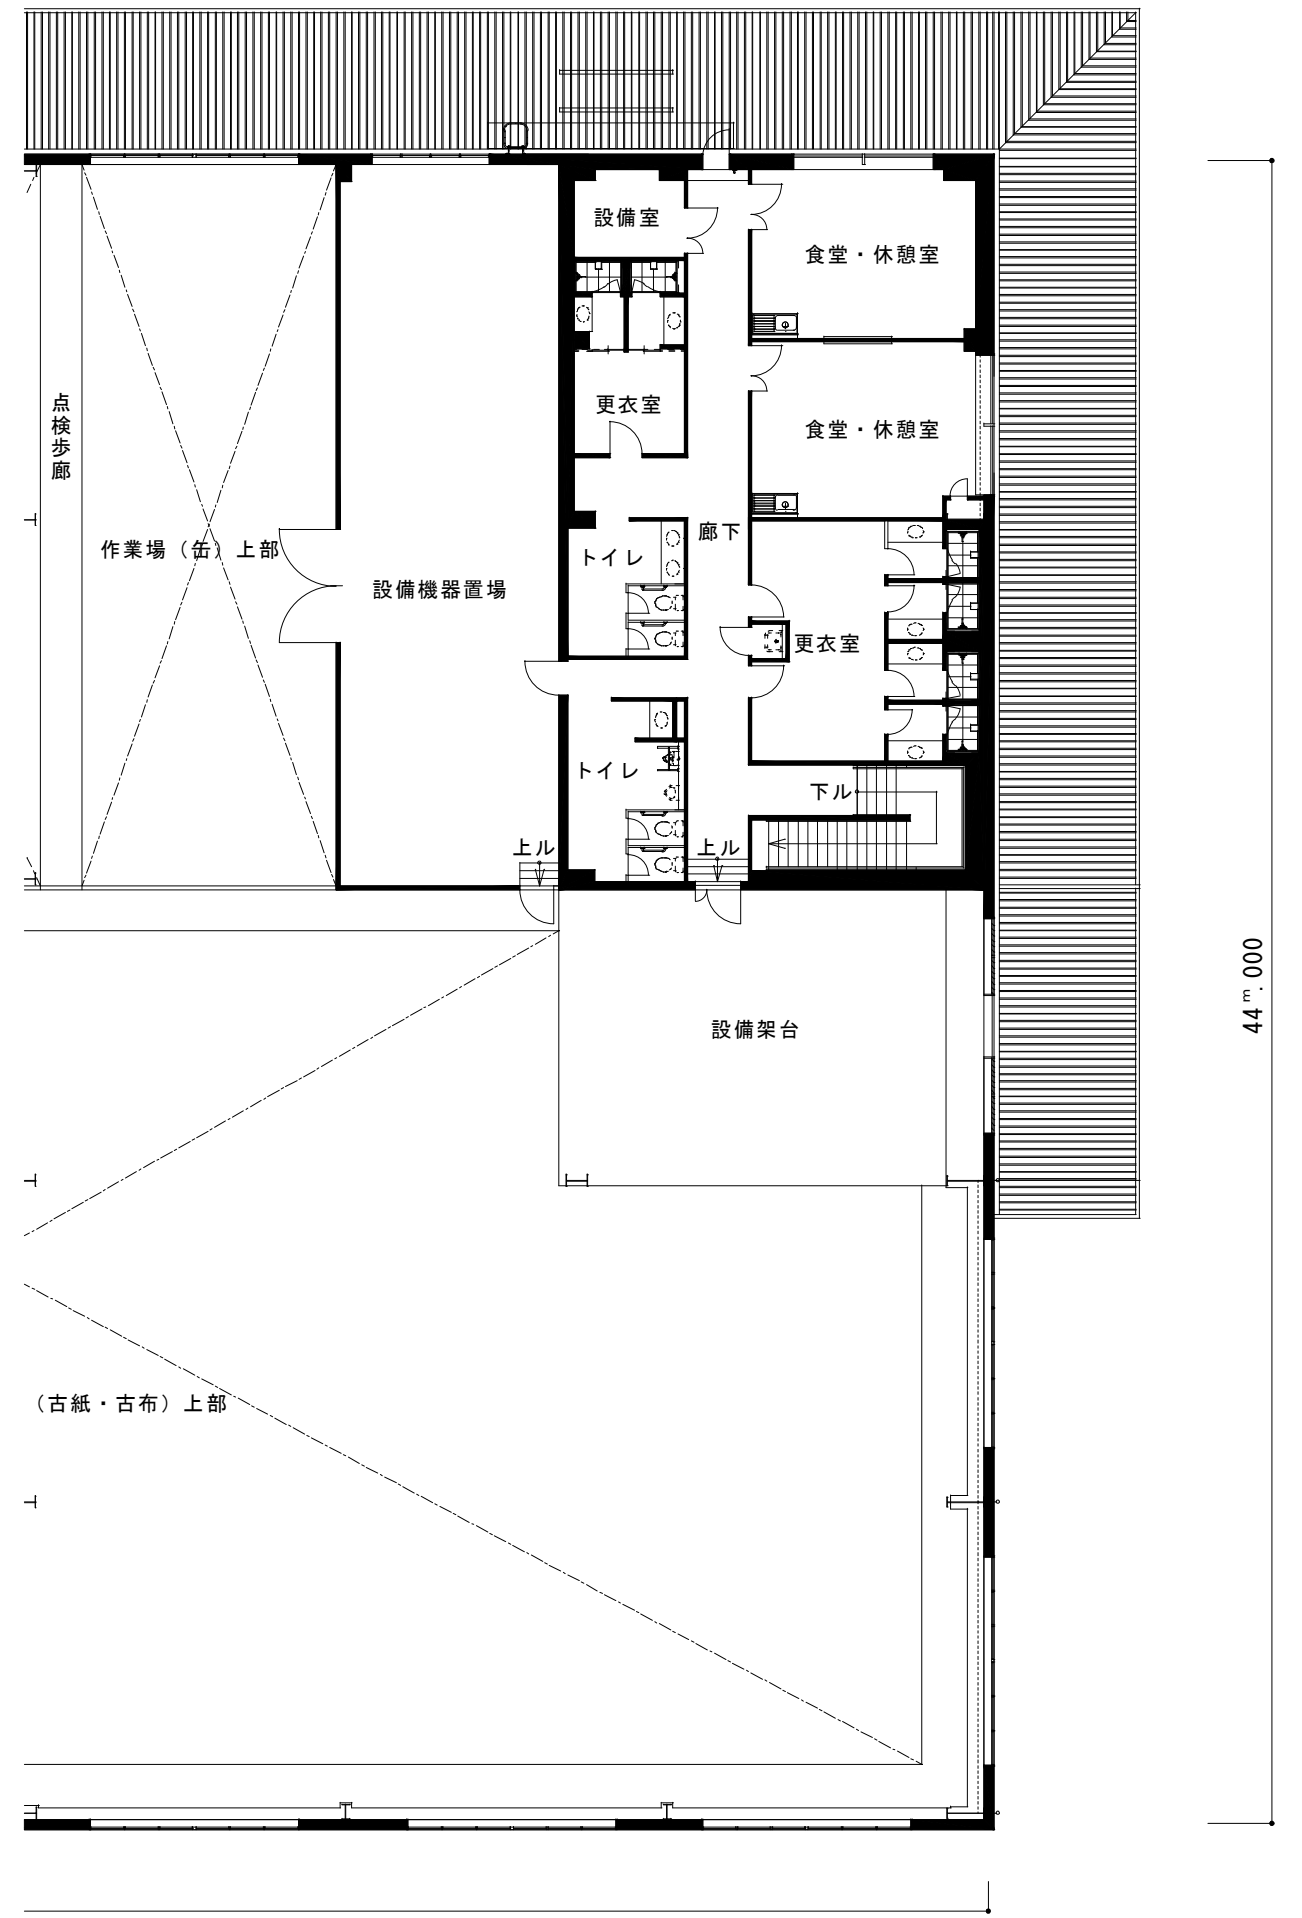 設備室
食堂・休憩室
更衣室
点検歩廊
食堂・休憩室
廊下
作業場（缶）上部
トイレ
設備機器置場
更衣室
トイレ
下ル
上ル
上ル
44m.000
設備架台
（古紙・古布）上部